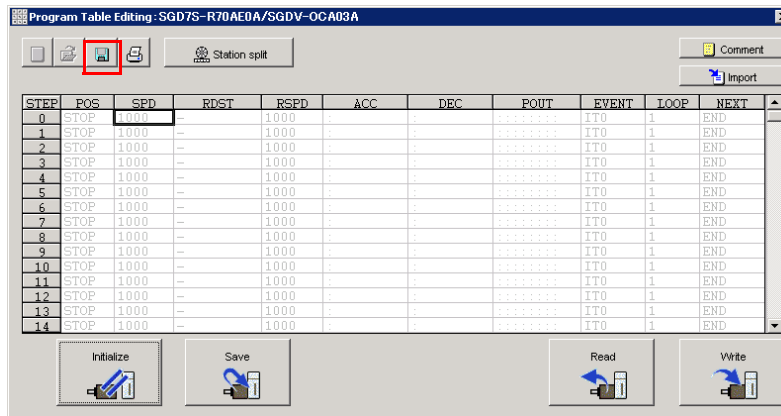 Program Table Editing : SGD7S-R70AE0A/SGDV-OCA03A
Station split
Comment
Import
STEP POS SPD RDST RSPD ACC DEC POUT EVENT LOOP NEXT
0 STOP 1000 – 1000 : : : : : : : : : : IT0 1 END
1 STOP 1000 – 1000 : : : : : : : : : : IT0 1 END
2 STOP 1000 – 1000 : : : : : : : : : : IT0 1 END
3 STOP 1000 – 1000 : : : : : : : : : : IT0 1 END
4 STOP 1000 – 1000 : : : : : : : : : : IT0 1 END
5 STOP 1000 – 1000 : : : : : : : : : : IT0 1 END
6 STOP 1000 – 1000 : : : : : : : : : : IT0 1 END
7 STOP 1000 – 1000 : : : : : : : : : : IT0 1 END
8 STOP 1000 – 1000 : : : : : : : : : : IT0 1 END
9 STOP 1000 – 1000 : : : : : : : : : : IT0 1 END
10 STOP 1000 – 1000 : : : : : : : : : : IT0 1 END
11 STOP 1000 – 1000 : : : : : : : : : : IT0 1 END
12 STOP 1000 – 1000 : : : : : : : : : : IT0 1 END
13 STOP 1000 – 1000 : : : : : : : : : : IT0 1 END
14 STOP 1000 – 1000 : : : : : : : : : : IT0 1 END
Initialize Save Read Write